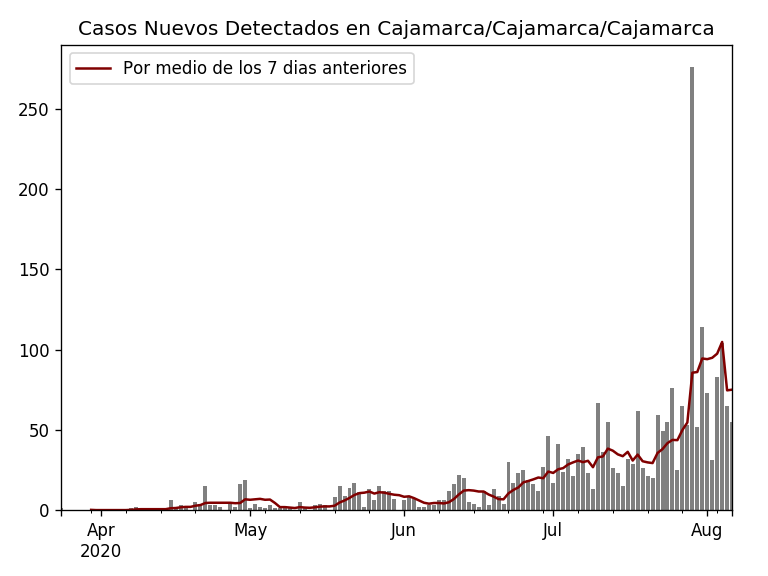 Casos Nuevos Detectados en Cajamarca/Cajamarca/Cajamarca
Por medio de los 7 dias anteriores
250
200
150
100
50
0
Apr May Jun Jul Aug
2020